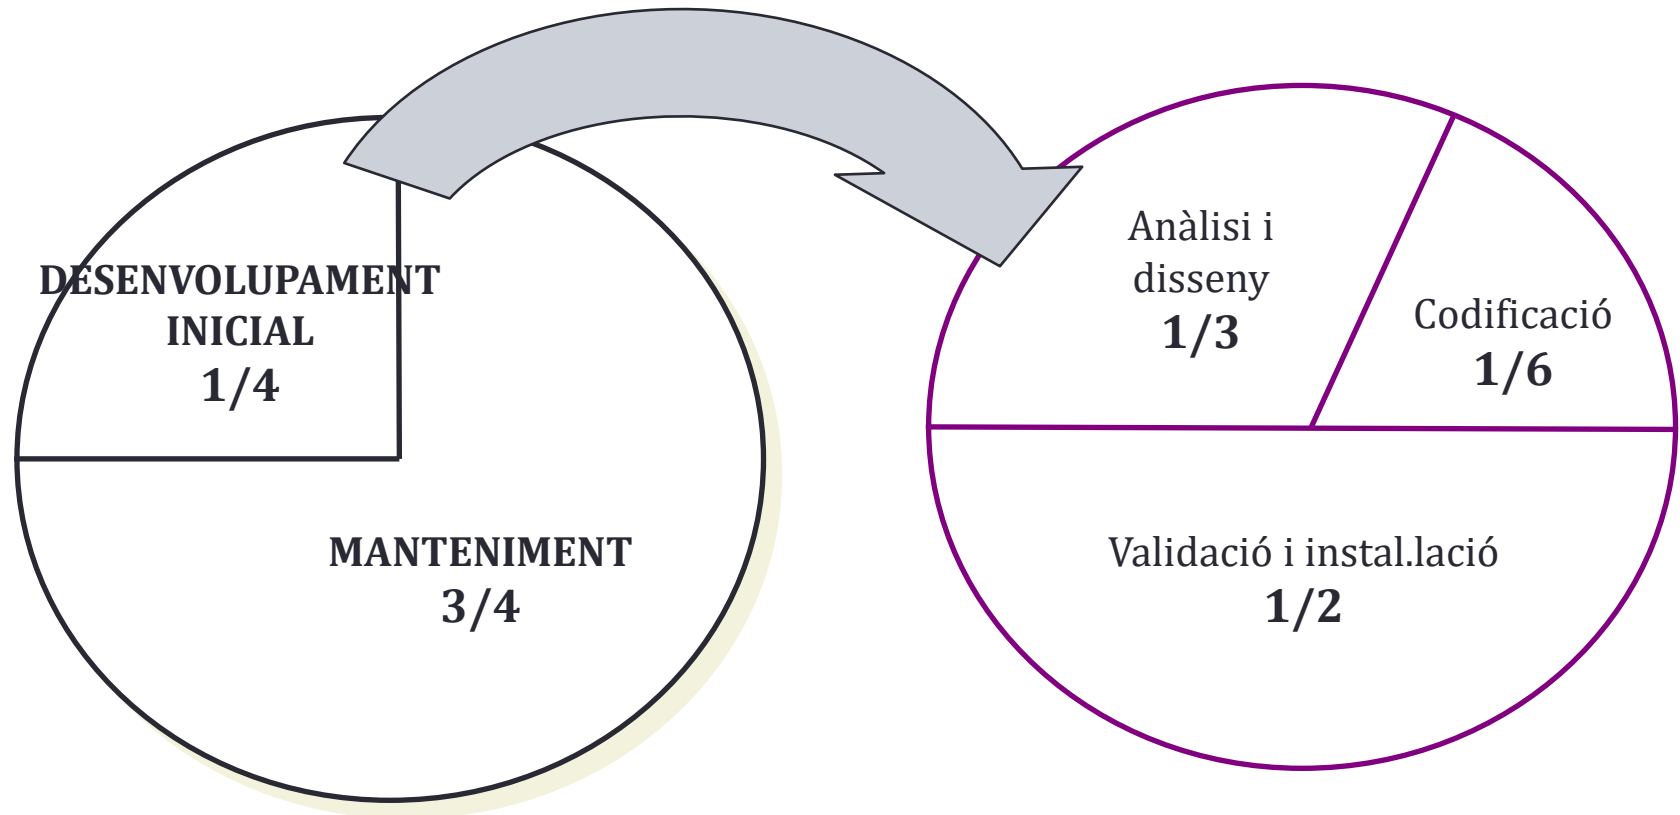 DESENVOLUPAMENT
INICIAL
1/4
MANTENIMENT
3/4
Anàlisi i
disseny
1/3
Codificació
1/6
Validació i instal.lació
1/2